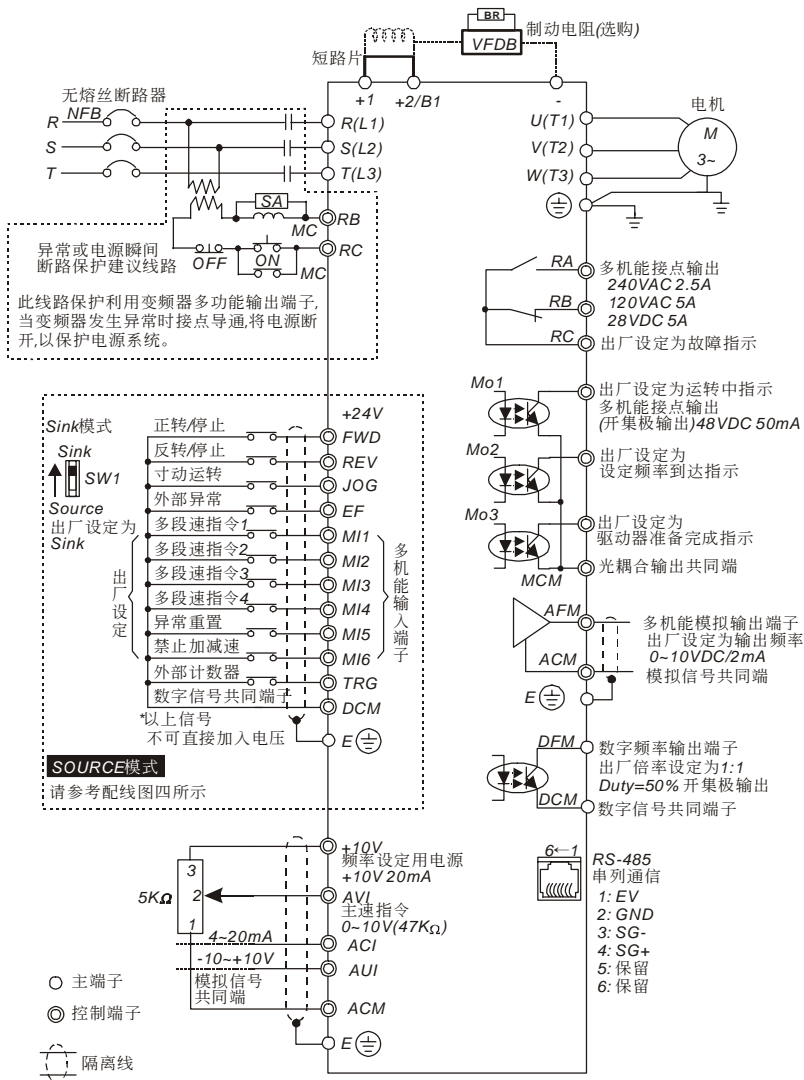 BR
VFDB
制动电阻(选购)
短路片
+1
+2/B1
-
无熔丝断路器
NFB
R
S
T
R(L1)
S(L2)
T(L3)
SA
MC
RB
RC
OFF
ON
MC
异常或电源瞬间
断路保护建议线路
此线路保护利用变频器多功能输出端子,
当变频器发生异常时接点导通,将电源断
开,以保护电源系统。
U(T1)
V(T2)
W(T3)
电机
M
3~
RA
RB
RC
多机能接点输出
240VAC 2.5A
120VAC 5A
28VDC 5A
出厂设定为故障指示
Mo1
出厂设定为运转中指示
多机能接点输出
(开集极输出)48VDC 50mA
Mo2
出厂设定为
设定频率到达指示
Mo3
出厂设定为
驱动器准备完成指示
MCM
光耦合输出共同端
AFM
多机能模拟输出端子
出厂设定为输出频率
0~10VDC/2mA
ACM
模拟信号共同端
E
DFM
数字频率输出端子
出厂倍率设定为1:1
Duty=50% 开集极输出
DCM
数字信号共同端子
6←1
RS-485
串列通信
1: EV
2: GND
3: SG-
4: SG+
5: 保留
6: 保留
Sink模式
Sink
SW1
Source
出厂设定为
Sink
出厂设定
+24V
正转/停止
FWD
反转/停止
REV
寸动运转
JOG
外部异常
EF
多段速指令1
MI1
多段速指令2
MI2
多段速指令3
MI3
多段速指令4
MI4
异常重置
MI5
禁止加减速
MI6
外部计数器
TRG
数字信号共同端子
DCM
多机能输入端子
*以上信号
不可直接加入电压
E
SOURCE模式
请参考配线图四所示
+10V
频率设定用电源
+10V 20mA
5KΩ
3
2
1
AVI
主速指令
0~10V(47KΩ)
4~20mA
ACI
-10~+10V
AUI
模拟信号
共同端
ACM
E
主端子
控制端子
隔离线